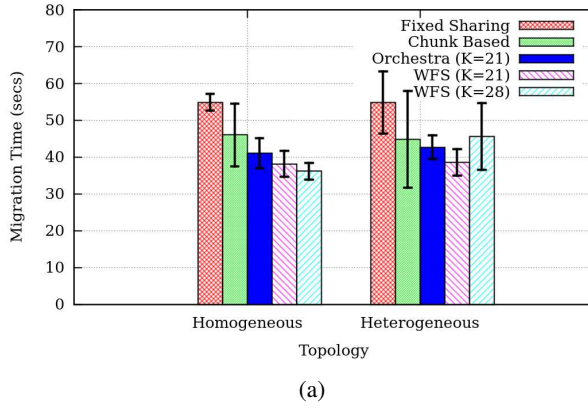 80
70
60
50
40
30
20
10
0
Migration Time (secs)
Fixed Sharing
Chunk Based
Orchestra (K=21)
WFS (K=21)
WFS (K=28)
Homogeneous
Heterogeneous
Topology
(a)